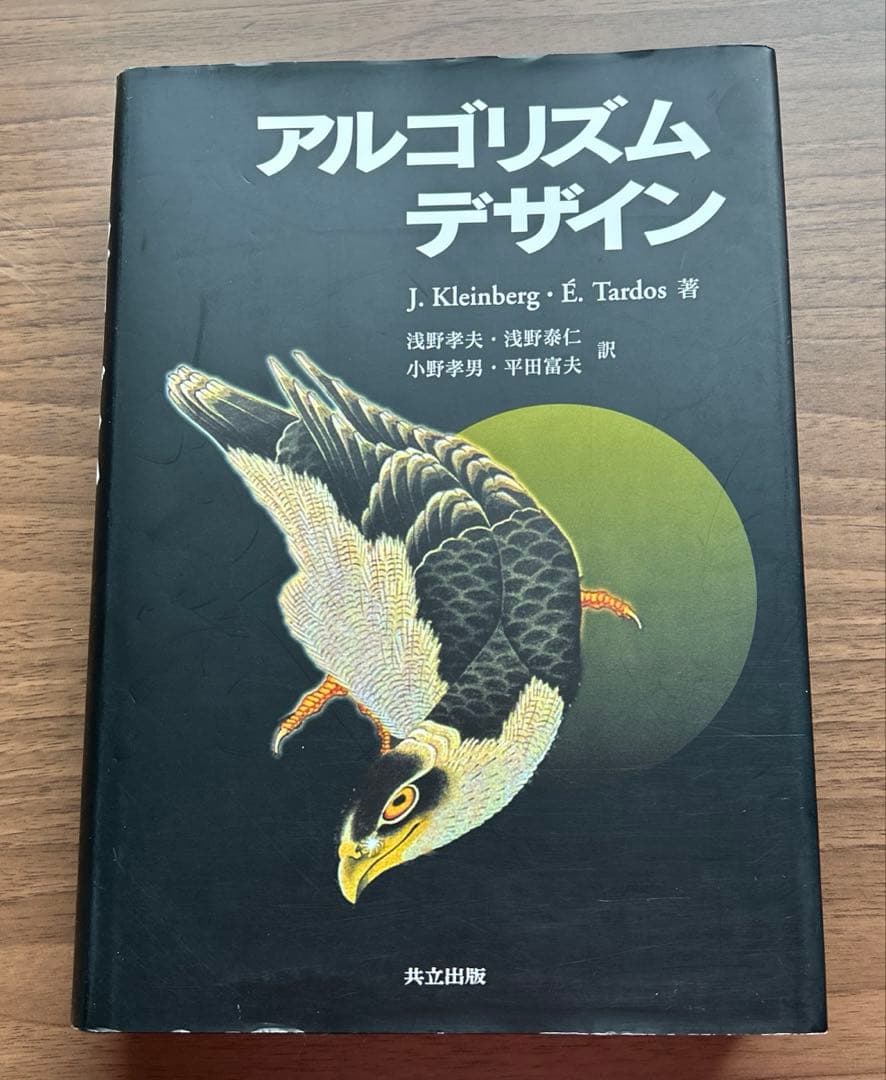 アルゴリズム
デザイン
J. Kleinberg・É. Tardos 著
浅野孝夫・浅野泰仁
小野孝男・平田富夫 訳
共立出版